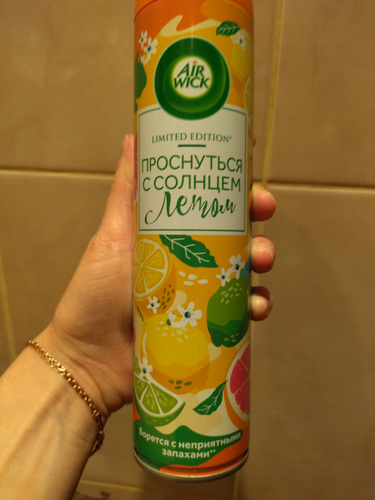 AIR
WICK
LIMITED EDITION*
ПРОСНУТЬСЯ
С СОЛНЦЕМ
Летом
Борется с неприятными
запахами**